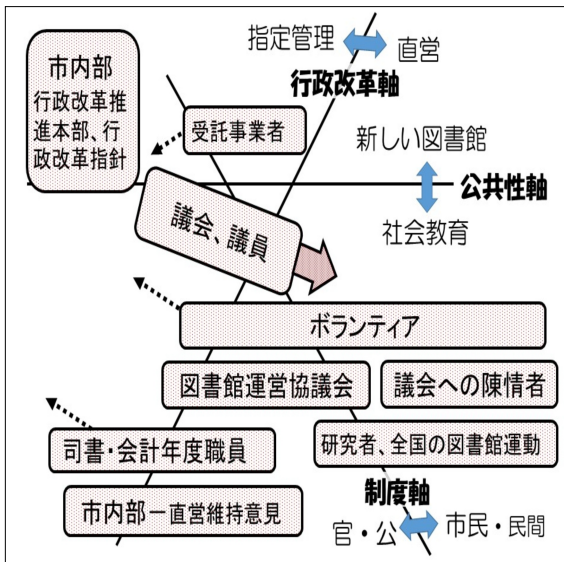 指定管理
直営
行政改革軸
市内部
行政改革推
進本部、行
政改革指針
受託事業者
新しい図書館
公共性軸
社会教育
議会、議員
ボランティア
図書館運営協議会
議会への陳情者
司書・会計年度職員
研究者、全国の図書館運動
市内部－直営維持意見
制度軸
官・公
市民・民間